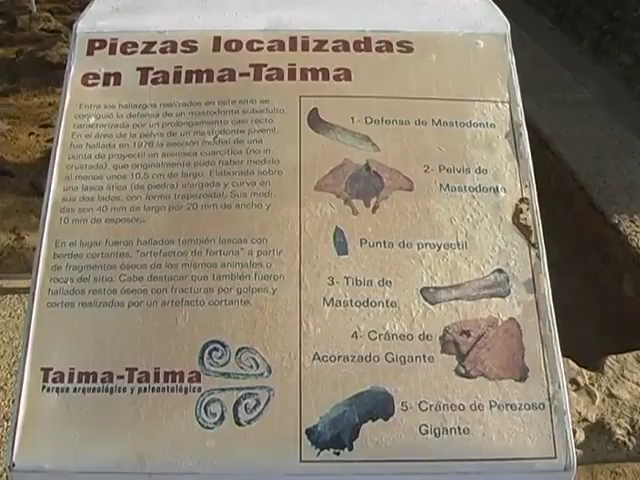 Piezas localizadas
en Taima-Taima
Entre los hallazgos realizados en este sitio se
consiguió la defensa de un mastodonte subadulto,
caracterizada por un prolongamiento casi recto.
En el área de la pelvis de un mastodonte juvenil,
fue hallada en 1976 la sección medial de una
punta de proyectil en arenisca cuarcítica (no in-
crustada), que originalmente pudo haber medido
al menos unos 10.5 cm de largo. Elaborada sobre
una lasca lítica (de piedra) alargada y curva en
sus dos lados, con forma trapezoidal. Sus medi-
das son 40 mm de largo por 20 mm de ancho y
10 mm de espesor.
En el lugar fueron hallados también lascas con
bordes cortantes, "artefactos de fortuna" a partir
de fragmentos óseos de los mismos animales o
rocas del sitio. Cabe destacar que también fueron
hallados restos óseos con fracturas por golpes y
cortes realizados por un artefacto cortante.
Taima-Taima
Parque arqueológico y paleontológico
1- Defensa de Mastodonte
2- Pelvis de
Mastodonte
Punta de proyectil
3- Tibia de
Mastodonte
4- Cráneo de
Acorazado Gigante
5- Cráneo de Perezoso
Gigante